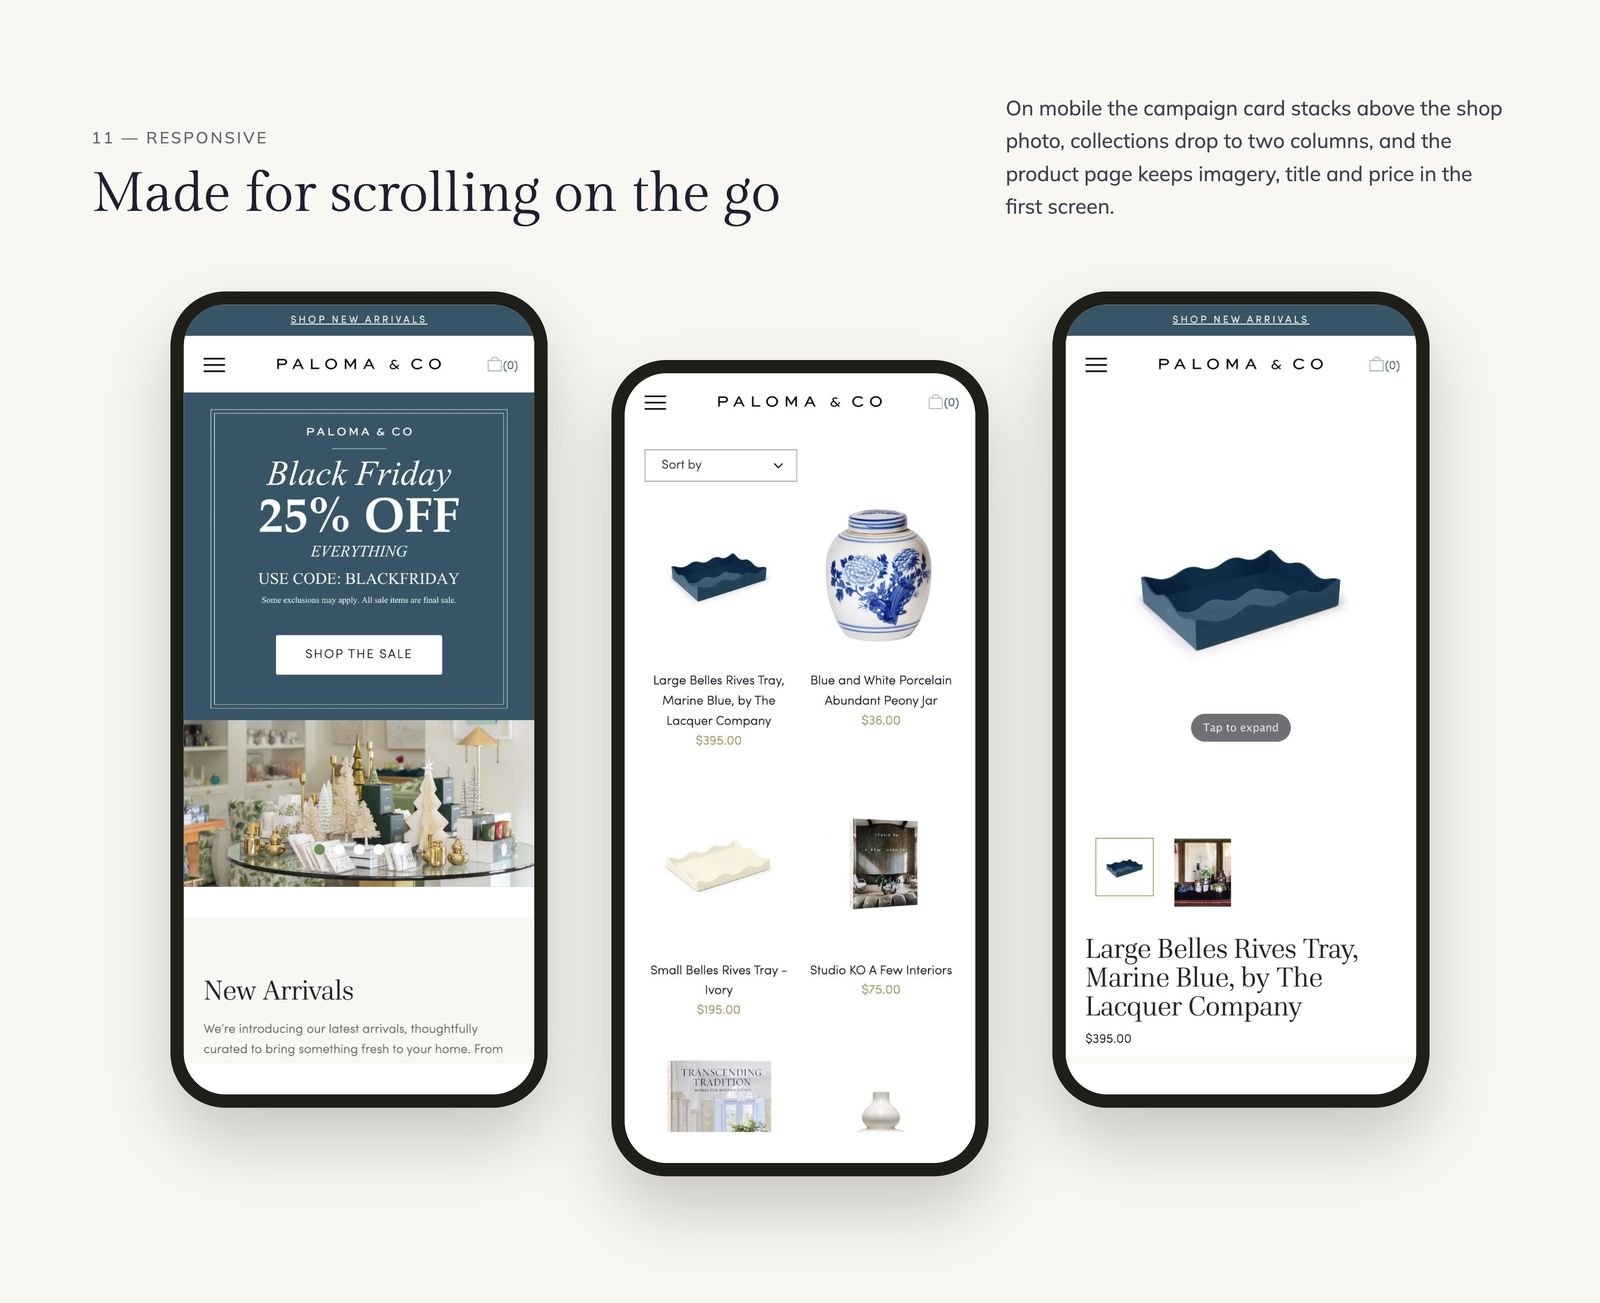 11 — RESPONSIVE
Made for scrolling on the go
On mobile the campaign card stacks above the shop
photo, collections drop to two columns, and the
product page keeps imagery, title and price in the
first screen.
SHOP NEW ARRIVALS
PALOMA & CO
(0)
PALOMA & CO
Black Friday
25% OFF
EVERYTHING
USE CODE: BLACKFRIDAY
Some exclusions may apply. All sale items are final sale.
SHOP THE SALE
New Arrivals
We're introducing our latest arrivals, thoughtfully
curated to bring something fresh to your home. From
PALOMA & CO
(0)
Sort by
Large Belles Rives Tray,
Marine Blue, by The
Lacquer Company
$395.00
Blue and White Porcelain
Abundant Peony Jar
$36.00
STUDIO KO
Small Belles Rives Tray -
Ivory
$195.00
Studio KO A Few Interiors
$75.00
TRANSCENDING
TRADITION
SHOP NEW ARRIVALS
PALOMA & CO
(0)
Tap to expand
Large Belles Rives Tray,
Marine Blue, by The
Lacquer Company
$395.00